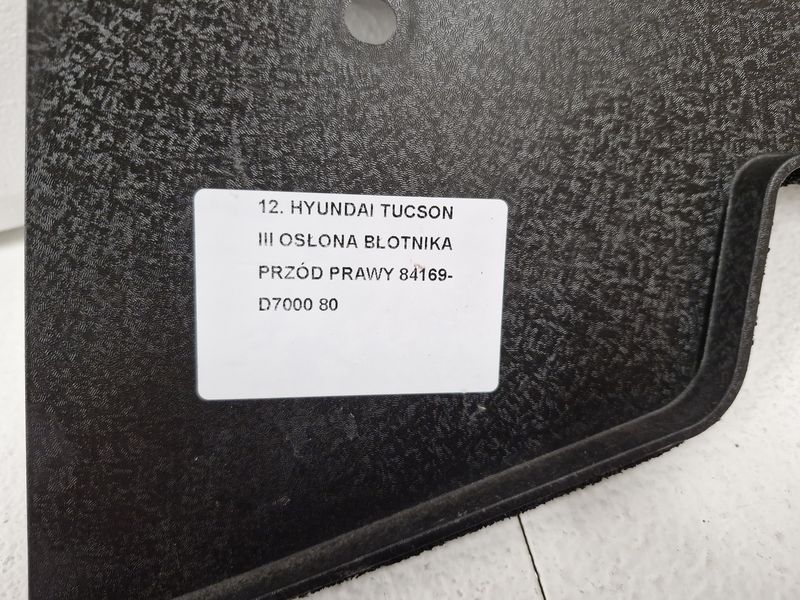 12. HYUNDAI TUCSON
III OSŁONA BŁOTNIKA
PRZÓD PRAWY 84169-
D7000 80